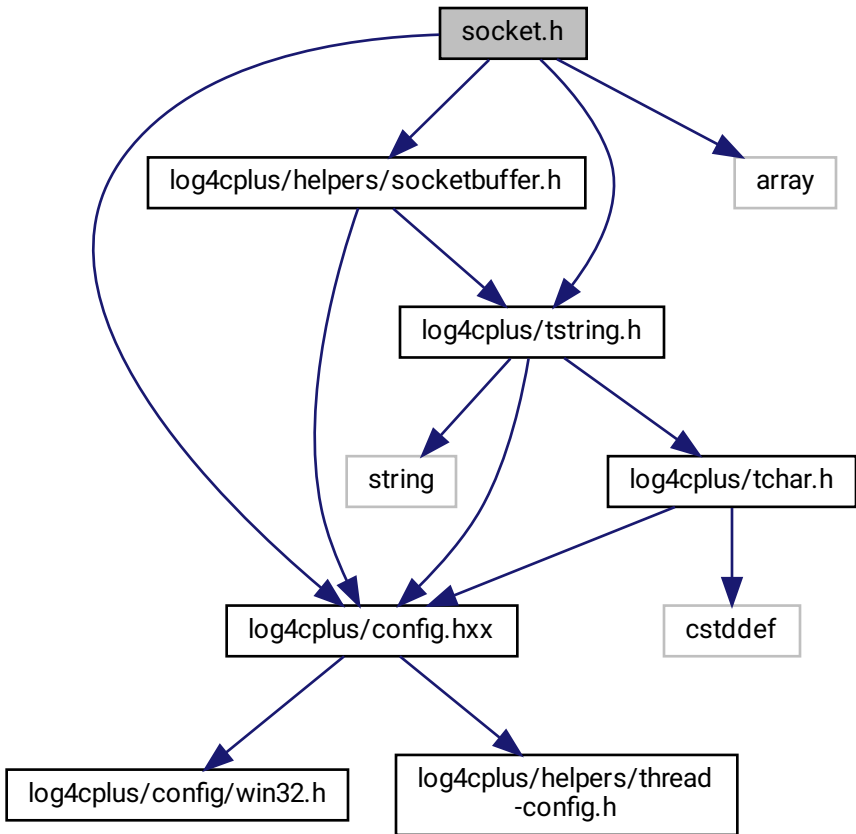 socket.h
log4cplus/helpers/socketbuffer.h
array
log4cplus/tstring.h
string
log4cplus/tchar.h
log4cplus/config.hxx
cstddef
log4cplus/config/win32.h
log4cplus/helpers/thread
-config.h